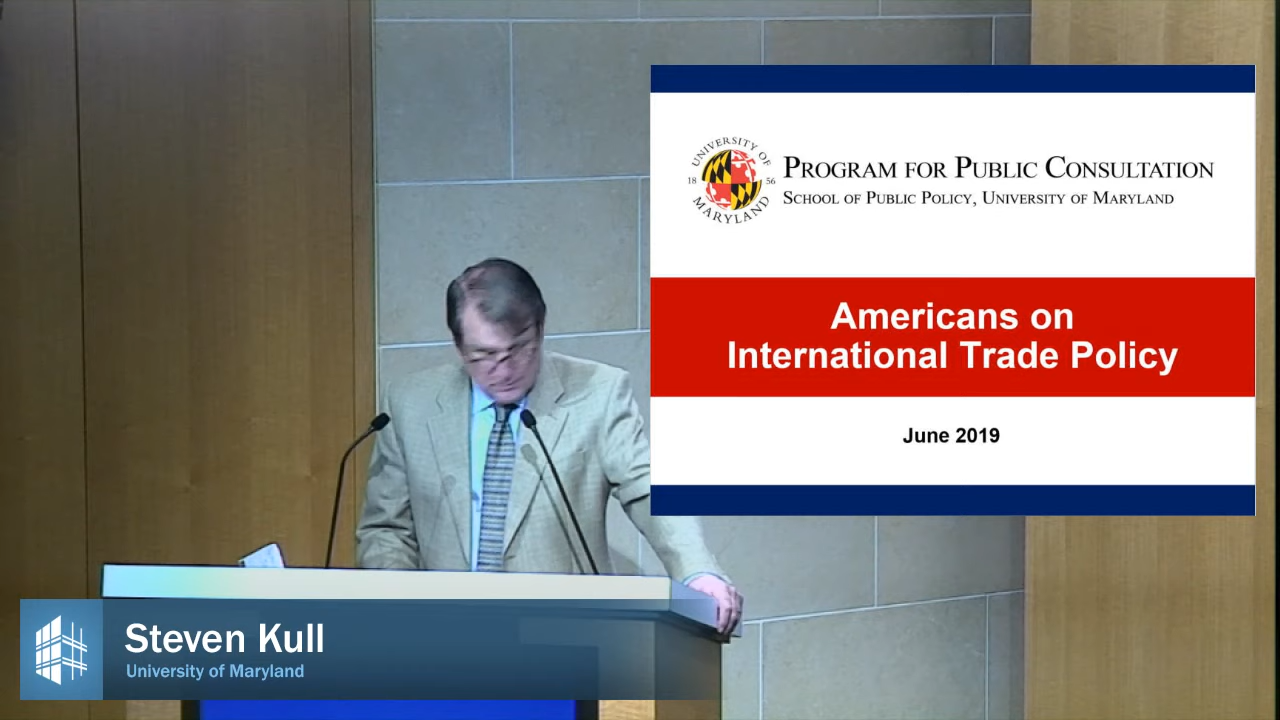 UNIVERSITY OF
18 56
MARYLAND
PROGRAM FOR PUBLIC CONSULTATION
SCHOOL OF PUBLIC POLICY, UNIVERSITY OF MARYLAND
Americans on
International Trade Policy
June 2019
Steven Kull
University of Maryland